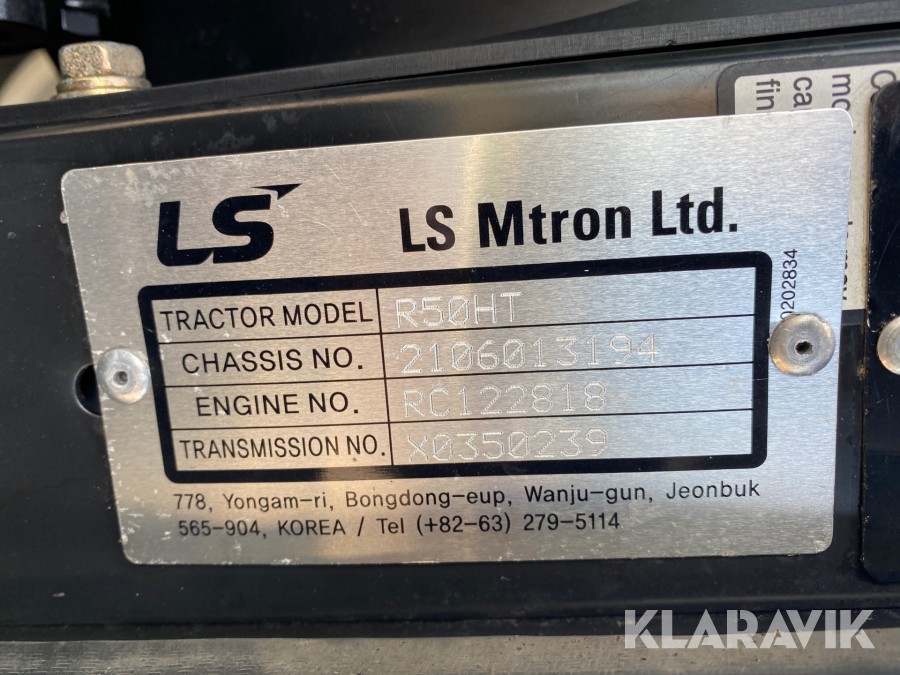 LS LS Mtron Ltd.
TRACTOR MODEL R50HT
CHASSIS NO. 2106013194
ENGINE NO. RC122818
TRANSMISSION NO. X0350239
778, Yongam-ri, Bongdong-eup, Wanju-gun, Jeonbuk
565-904, KOREA / Tel (+82-63) 279-5114
0202834
KLARAVIK